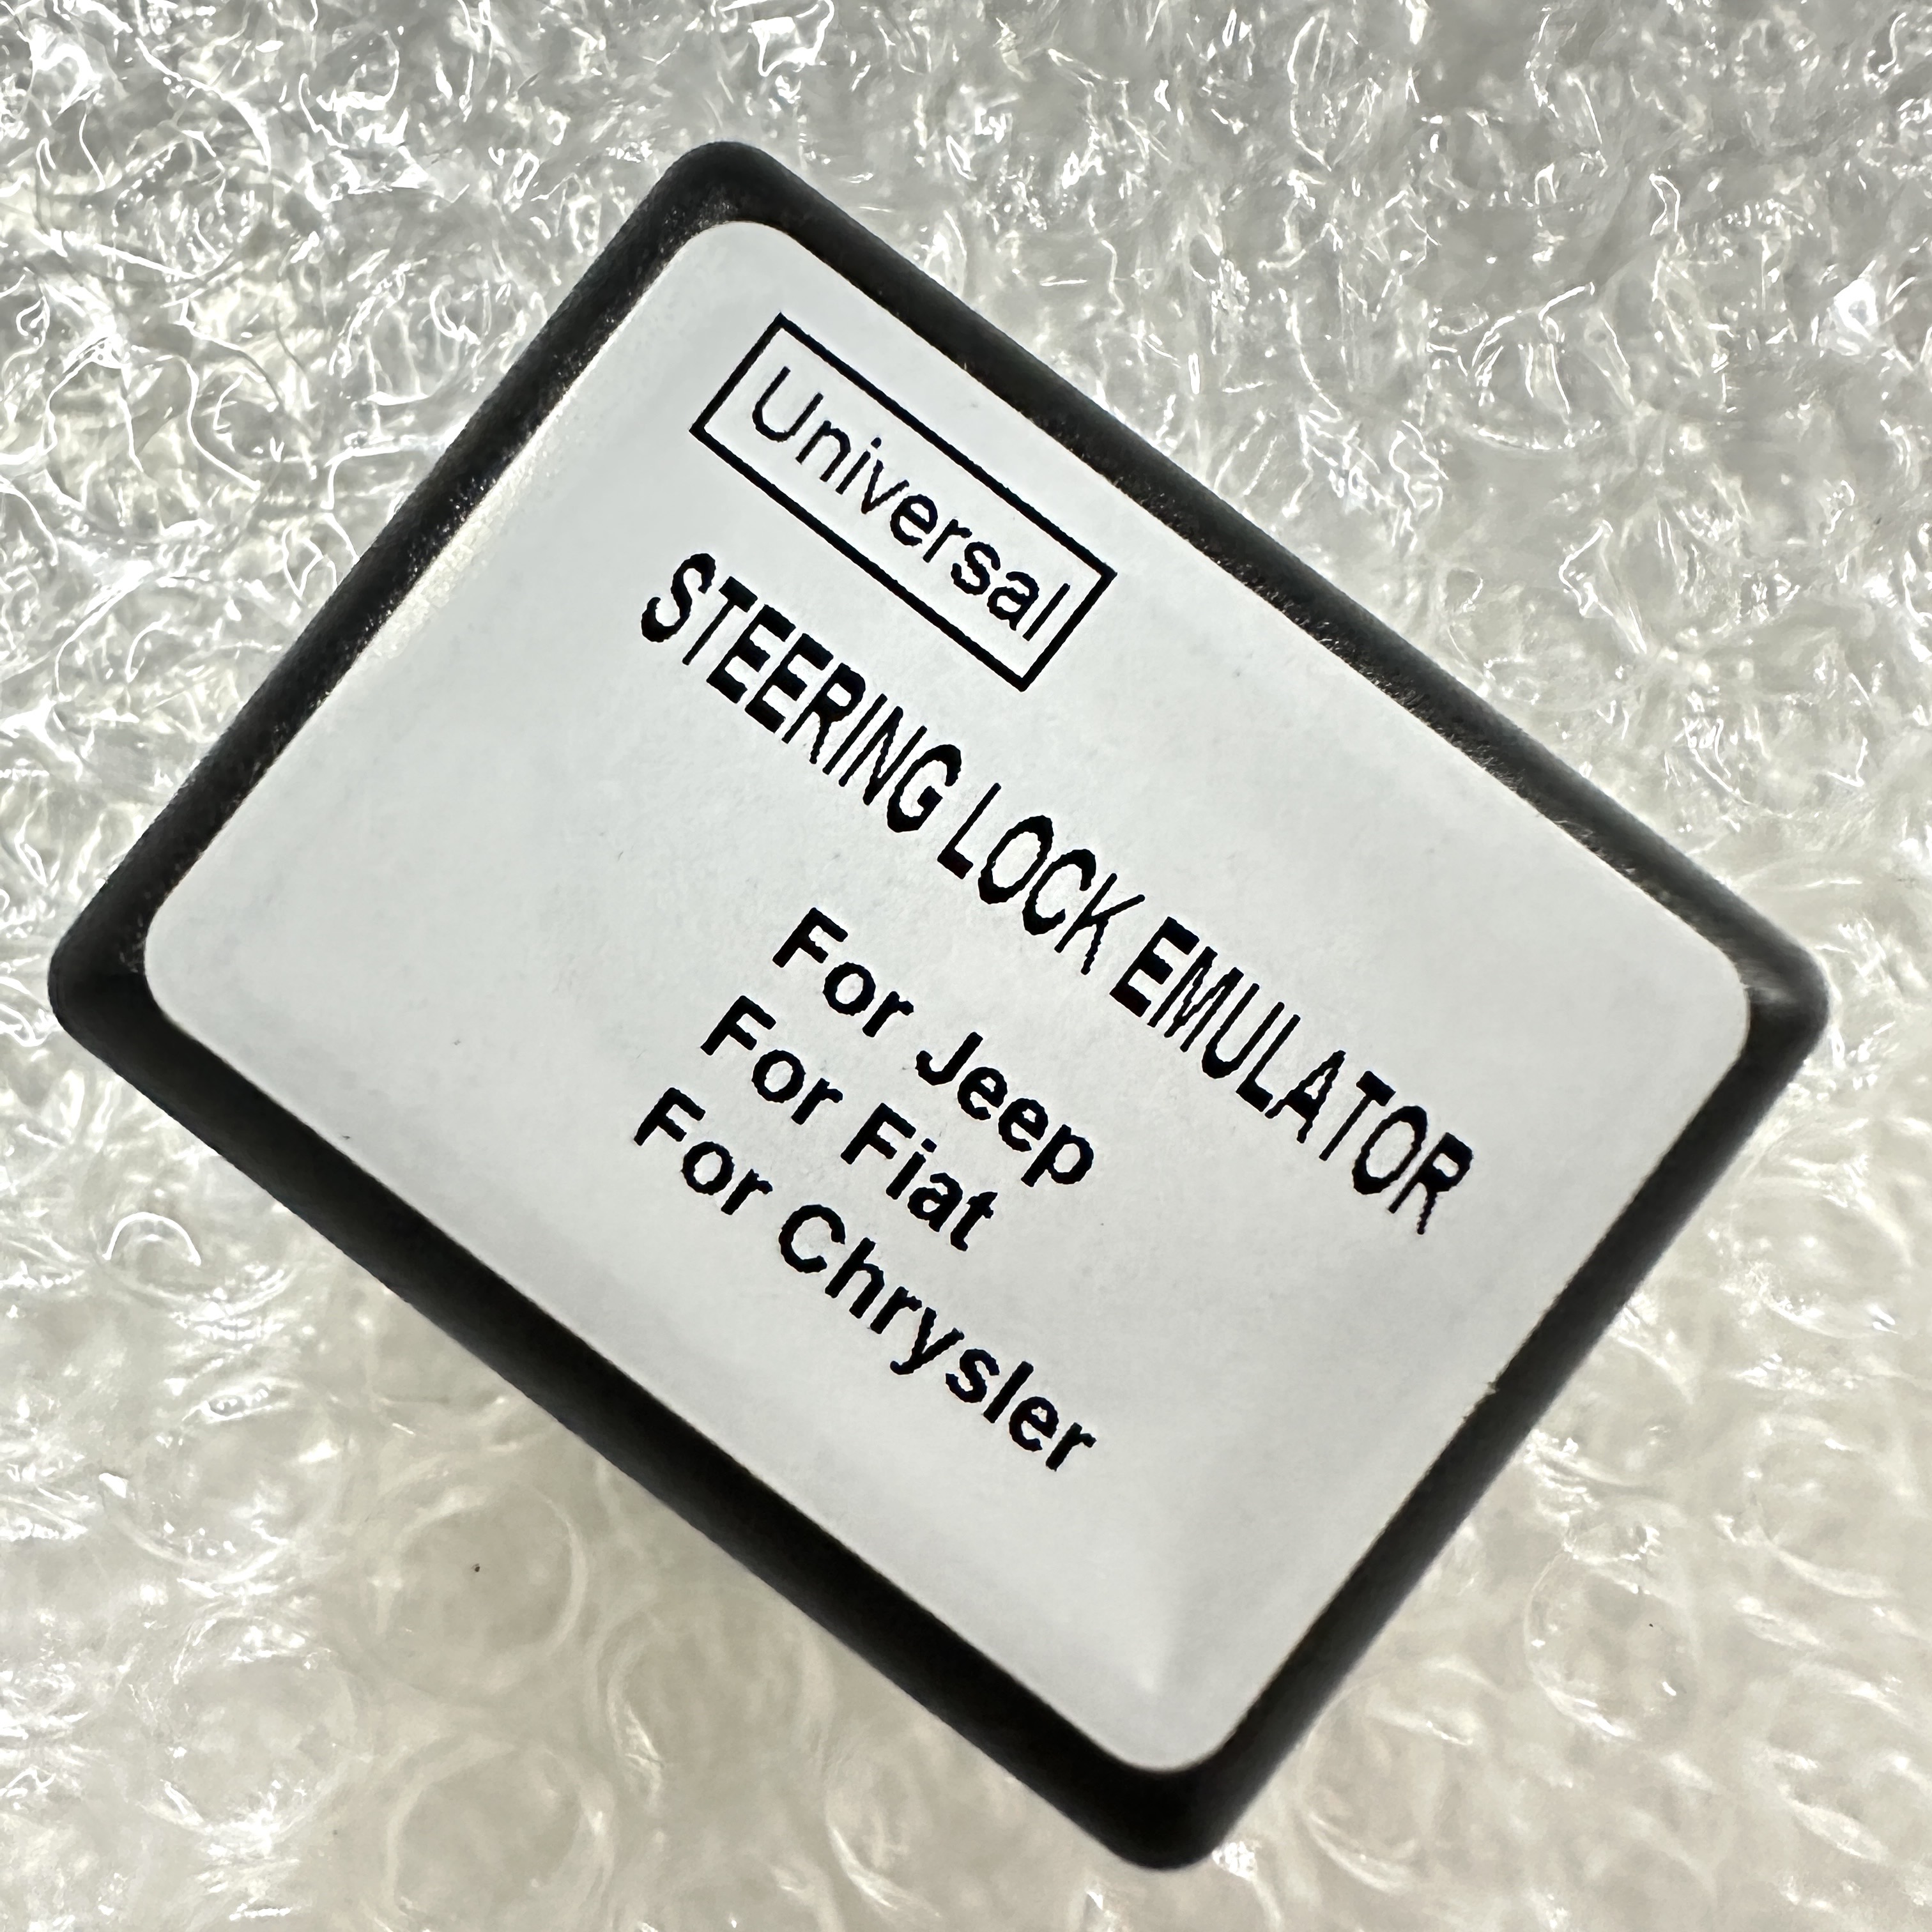 Universal
STEERING LOCK EMULATOR
For Jeep
For Fiat
For Chrysler